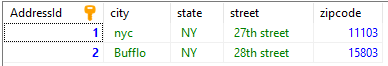 AddressId city state street zipcode
1 nyc NY 27th street 11103
2 Bufflo NY 28th street 15803